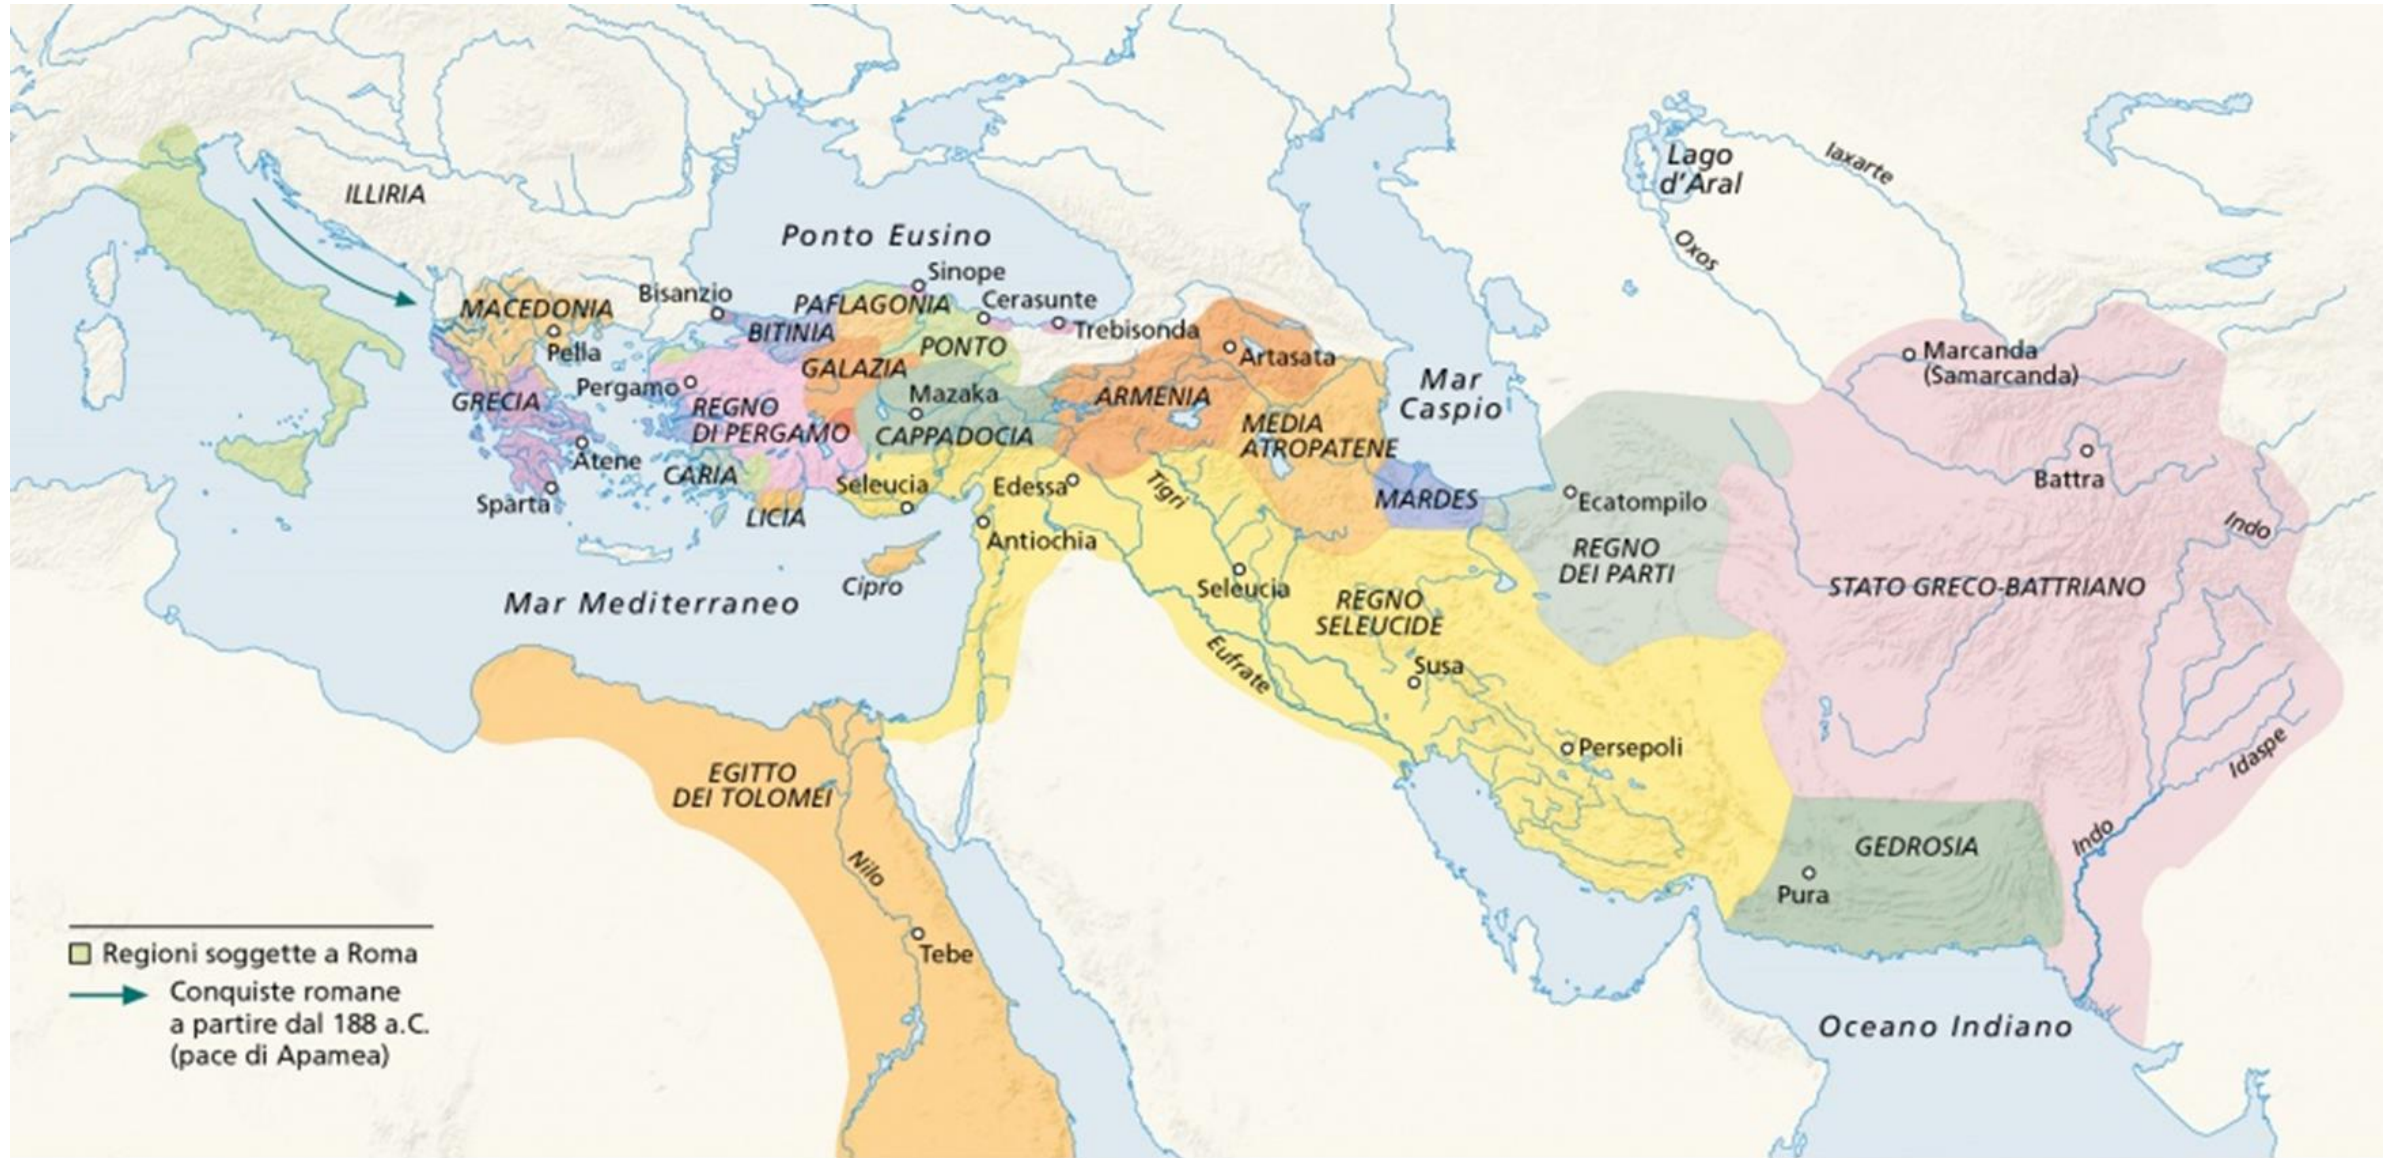 Lago
d'Aral
Iaxarte
Oxos
ILLIRIA
Ponto Eusino
Sinope
Bisanzio
PAFLAGONIA
Cerasunte
MACEDONIA
BITINIA
Trebisonda
Pella
PONTO
Artasata
Marcanda
(Samarcanda)
GALAZIA
Pergamo
Mazaka
ARMENIA
Mar
Caspio
GRECIA
REGNO
DI PERGAMO
CAPPADOCIA
MEDIA
ATROPATENE
Atene
CARIA
Seleucia
Edessa
Tigri
MARDES
Ecatompilo
Battra
Sparta
LICIA
Antiochia
Indo
REGNO
DEI PARTI
Cipro
Seleucia
REGNO
SELEUCIDE
STATO GRECO-BATTRIANO
Mar Mediterraneo
Eufrate
Susa
Persepoli
Idaspe
EGITTO
DEI TOLOMEI
Nilo
GEDROSIA
Indo
Pura
Tebe
Oceano Indiano
Regioni soggette a Roma
Conquiste romane
a partire dal 188 a.C.
(pace di Apamea)